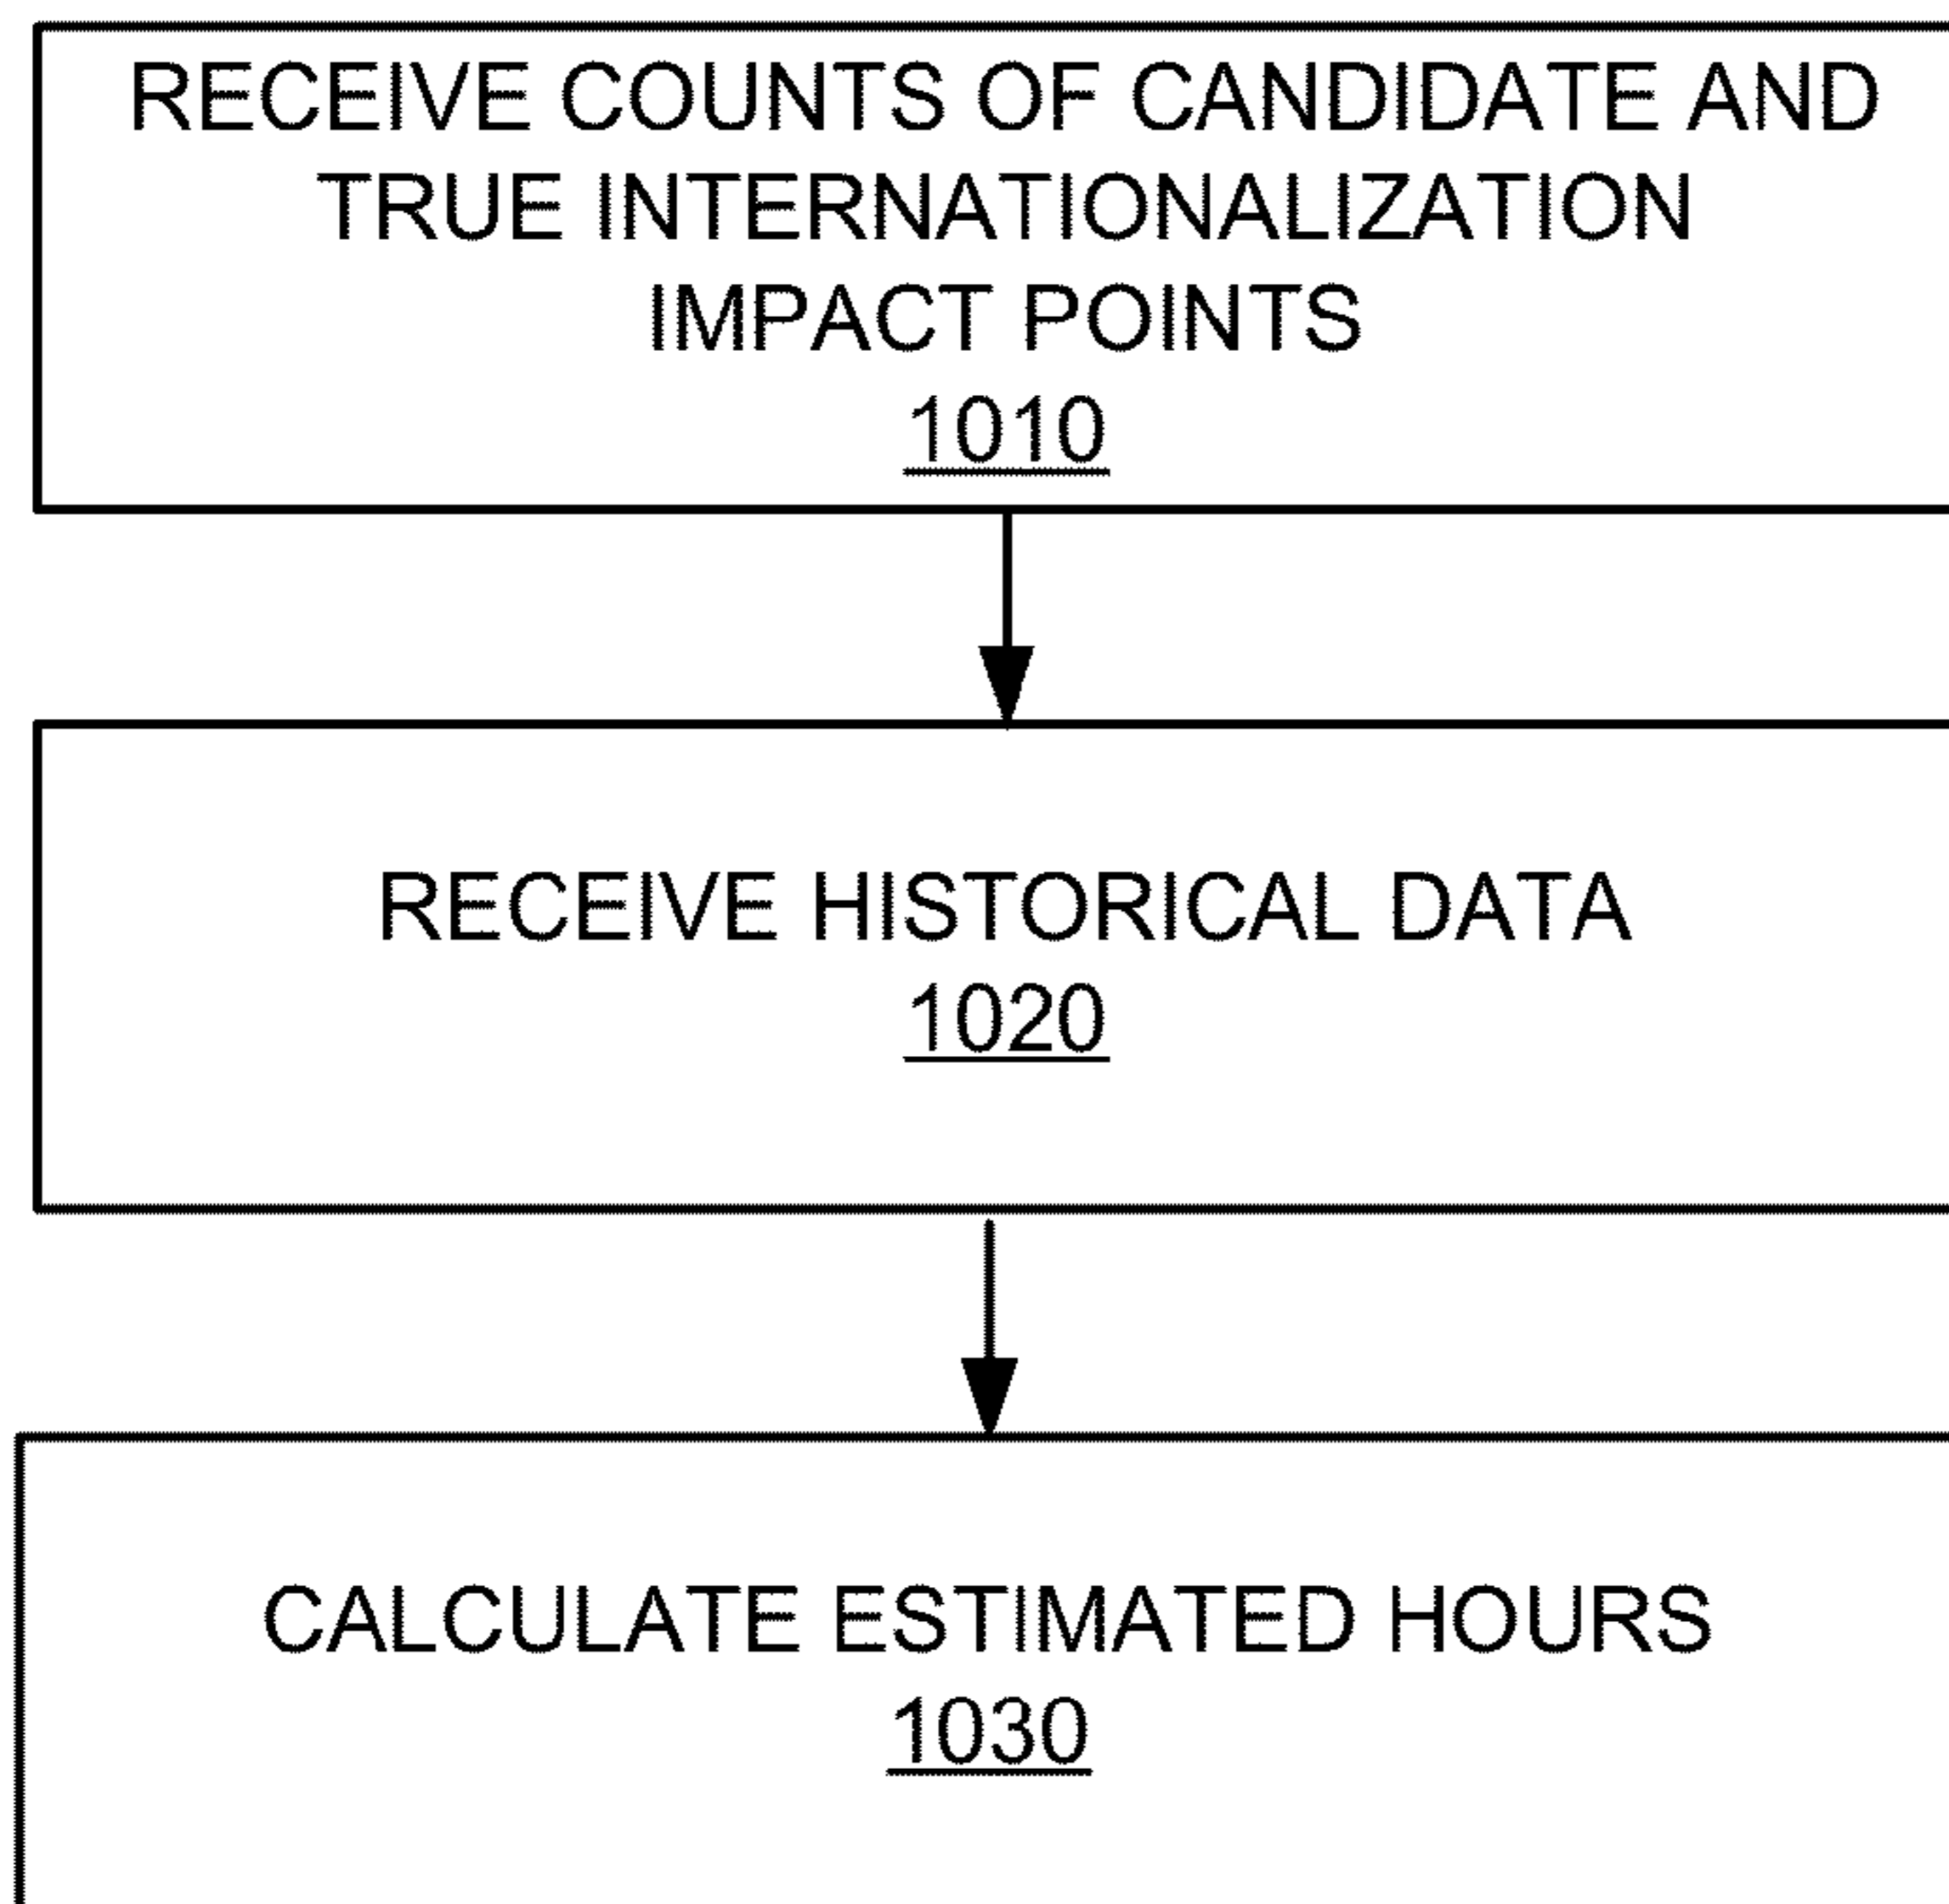 RECEIVE COUNTS OF CANDIDATE AND
TRUE INTERNATIONALIZATION
IMPACT POINTS
1010
RECEIVE HISTORICAL DATA
1020
CALCULATE ESTIMATED HOURS
1030